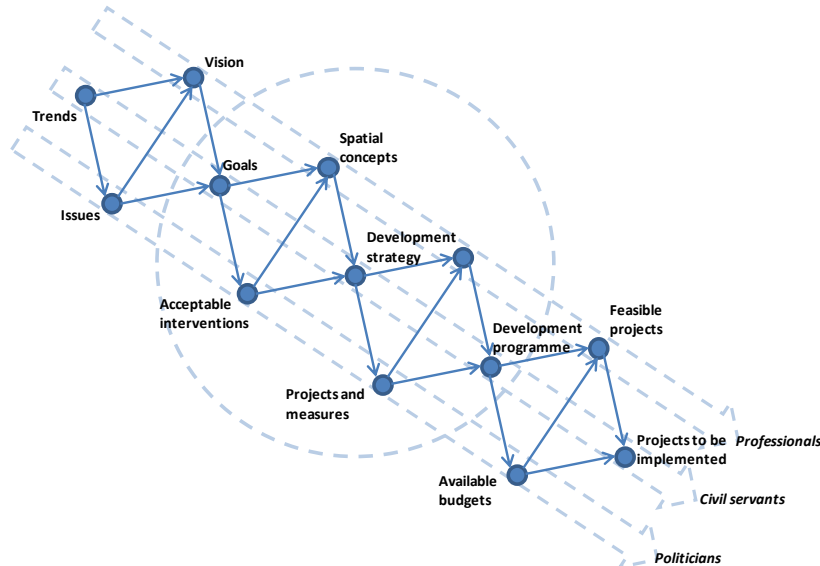 Vision
Trends
Spatial
concepts
Goals
Issues
Development
strategy
Acceptable
interventions
Feasible
projects
Development
programme
Projects and
measures
Projects to be
implemented
Professionals
Available
budgets
Civil servants
Politicians